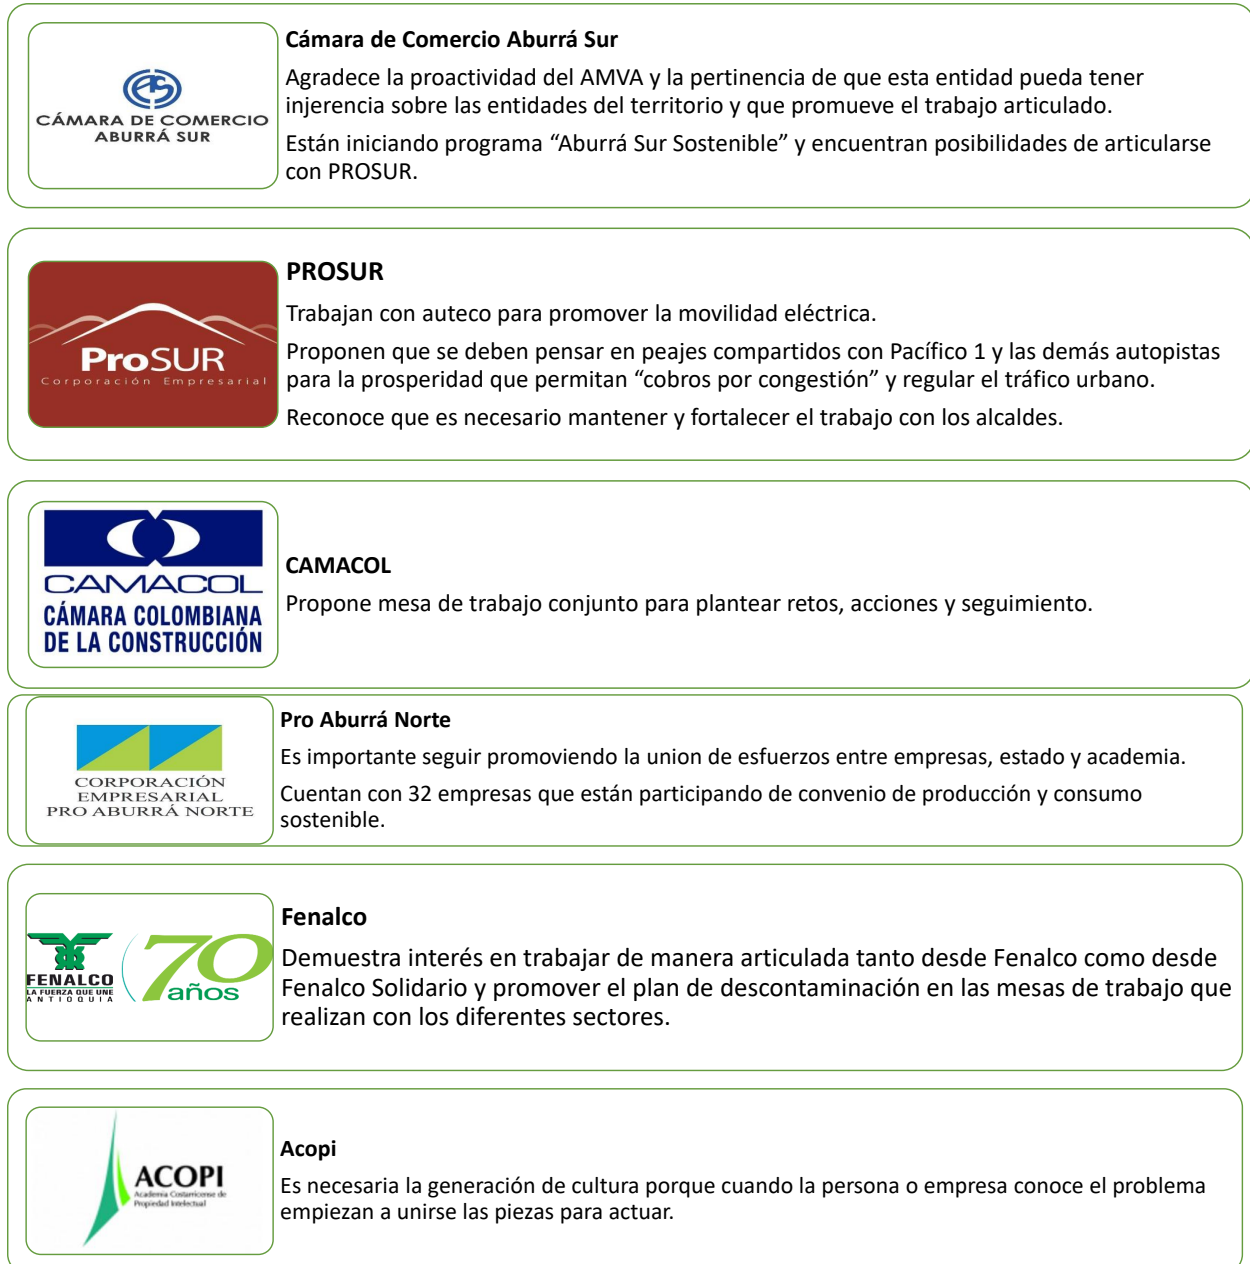 CÁMARA DE COMERCIO
ABURRÁ SUR
Cámara de Comercio Aburrá Sur
Agradece la proactividad del AMVA y la pertinencia de que esta entidad pueda tener
injerencia sobre las entidades del territorio y que promueve el trabajo articulado.
Están iniciando programa “Aburrá Sur Sostenible” y encuentran posibilidades de articularse
con PROSUR.
ProSUR
Corporación Empresarial
PROSUR
Trabajan con auteco para promover la movilidad eléctrica.
Proponen que se deben pensar en peajes compartidos con Pacífico 1 y las demás autopistas
para la prosperidad que permitan “cobros por congestión” y regular el tráfico urbano.
Reconoce que es necesario mantener y fortalecer el trabajo con los alcaldes.
CAMACOL
CÁMARA COLOMBIANA
DE LA CONSTRUCCIÓN
CAMACOL
Propone mesa de trabajo conjunto para plantear retos, acciones y seguimiento.
CORPORACIÓN
EMPRESARIAL
PRO ABURRÁ NORTE
Pro Aburrá Norte
Es importante seguir promoviendo la union de esfuerzos entre empresas, estado y academia.
Cuentan con 32 empresas que están participando de convenio de producción y consumo
sostenible.
FENALCO
LA FUERZA QUE UNE
ANTIOQUIA
70
años
Fenalco
Demuestra interés en trabajar de manera articulada tanto desde Fenalco como desde
Fenalco Solidario y promover el plan de descontaminación en las mesas de trabajo que
realizan con los diferentes sectores.
ACOPI
Academia Costarricense de
Propiedad Intelectual
Acopi
Es necesaria la generación de cultura porque cuando la persona o empresa conoce el problema
empiezan a unirse las piezas para actuar.